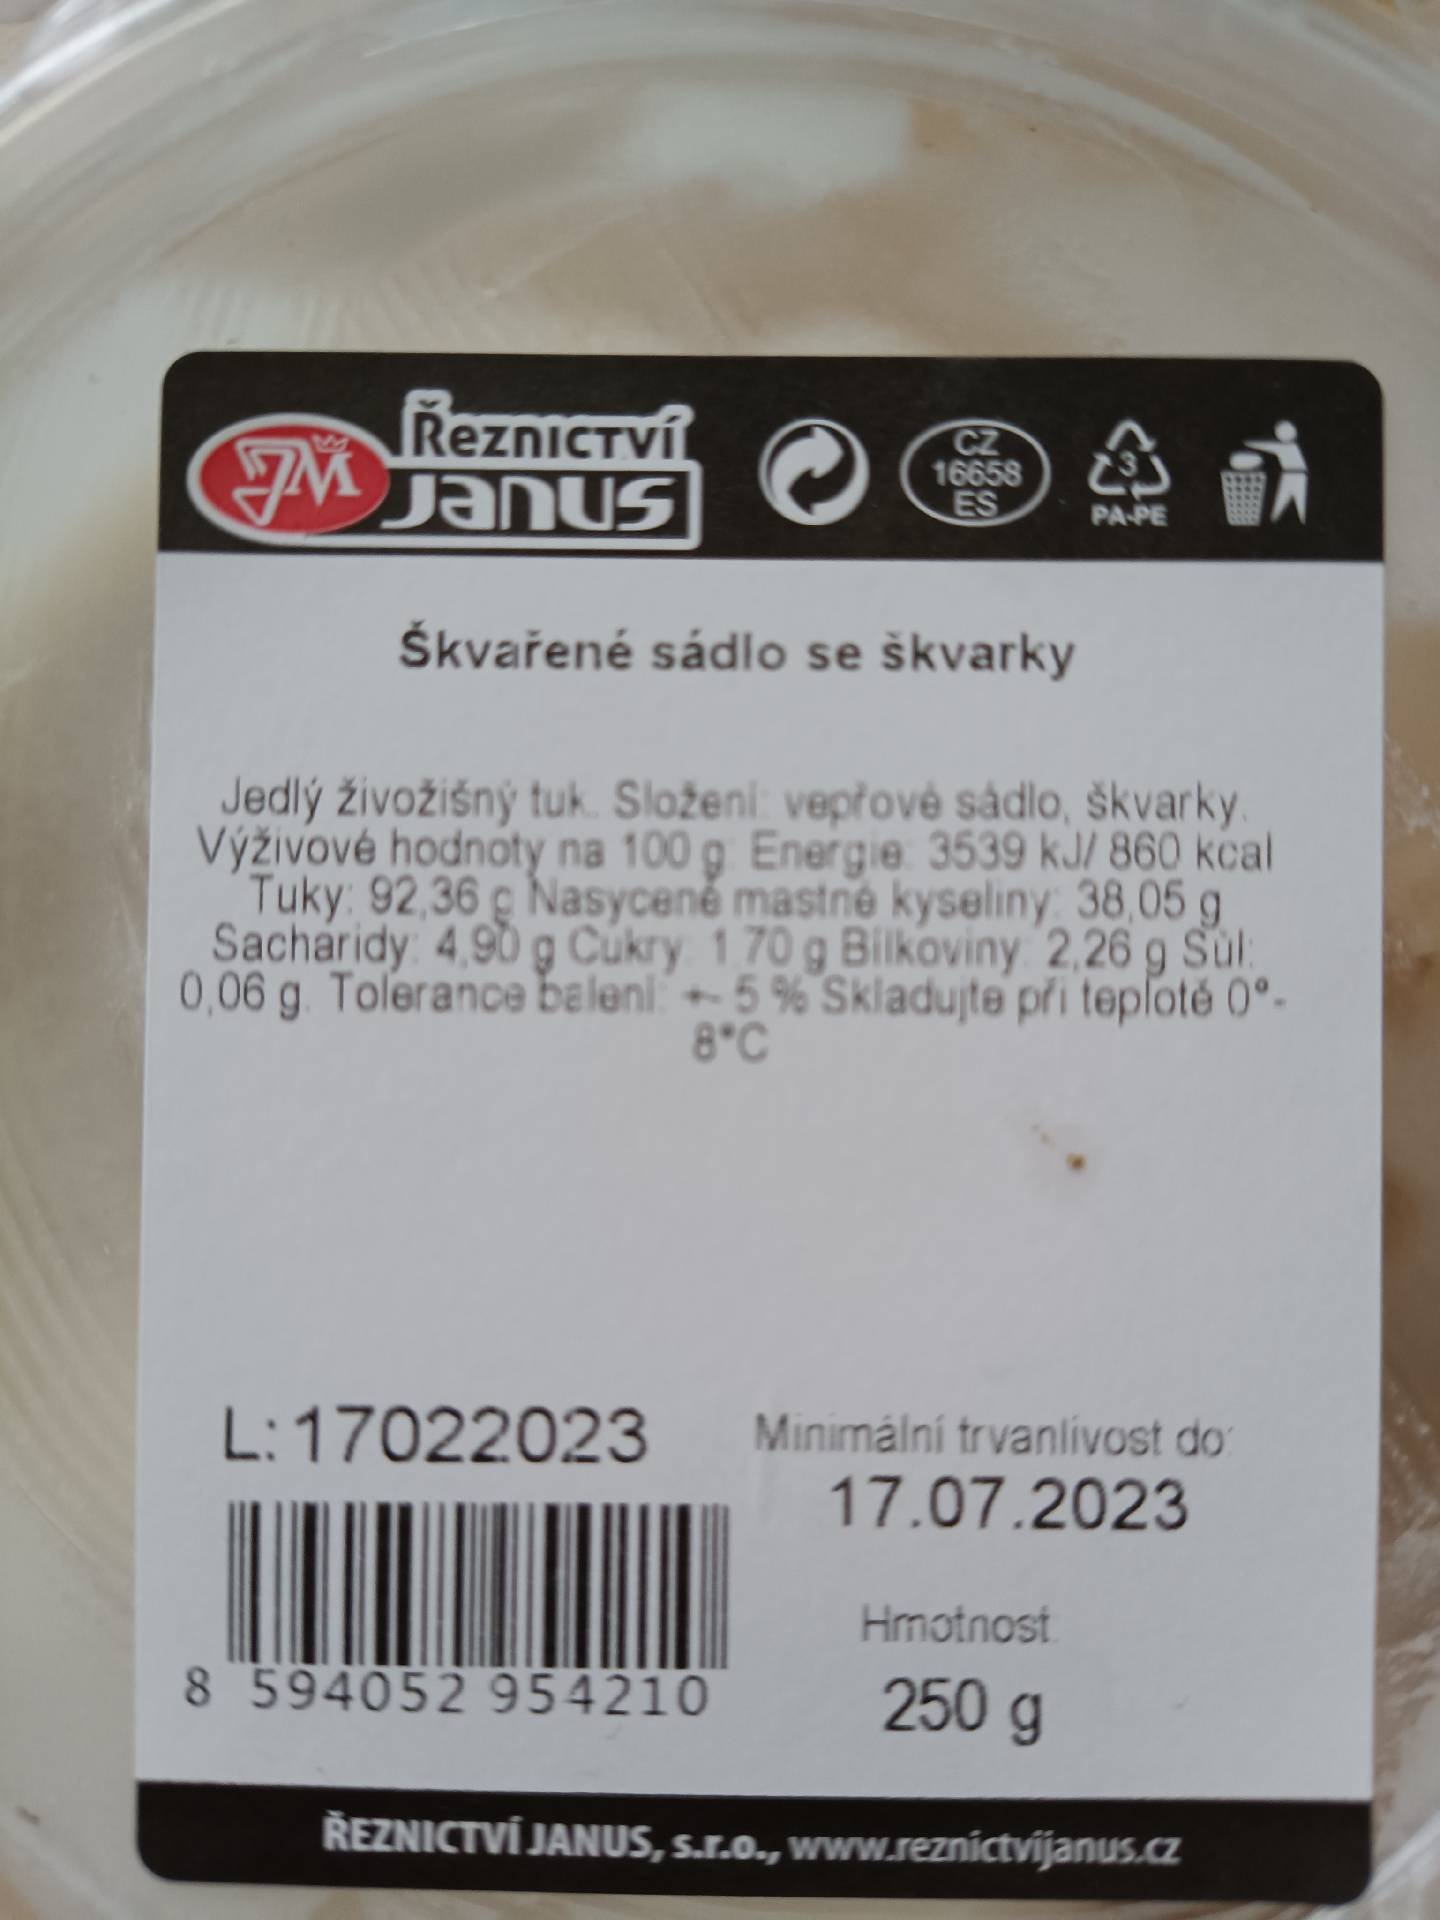 JM
Řeznictví
Janus
CZ
16658
ES
3
PA-PE
Škvařené sádlo se škvarky
Jedlý živožišný tuk. Složení: vepřové sádlo, škvarky.
Výživové hodnoty na 100 g: Energie: 3539 kJ/ 860 kcal
Tuky: 92,36 g Nasycené mastné kyseliny: 38,05 g
Sacharidy: 4,90 g Cukry: 1,70 g Bílkoviny: 2,26 g Sůl:
0,06 g. Tolerance balení: +- 5 % Skladujte při teplotě 0°-
8°C
L:17022023
Minimální trvanlivost do:
17.07.2023
Hmotnost:
250 g
8 594052 954210
ŘEZNICTVÍ JANUS, s.r.o., www.reznictvijanus.cz